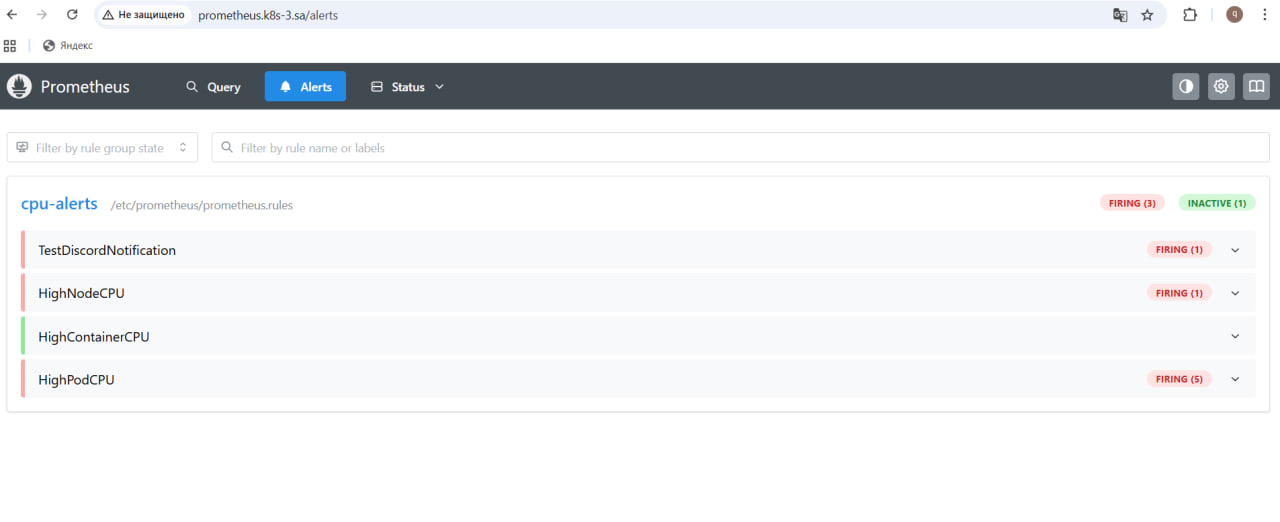 Не защищено prometheus.k8s-3.sa/alerts q
Яндекс
Prometheus Query Alerts Status
Filter by rule group state Filter by rule name or labels
cpu-alerts /etc/prometheus/prometheus.rules FIRING (3) INACTIVE (1)
TestDiscordNotification FIRING (1)
HighNodeCPU FIRING (1)
HighContainerCPU
HighPodCPU FIRING (5)